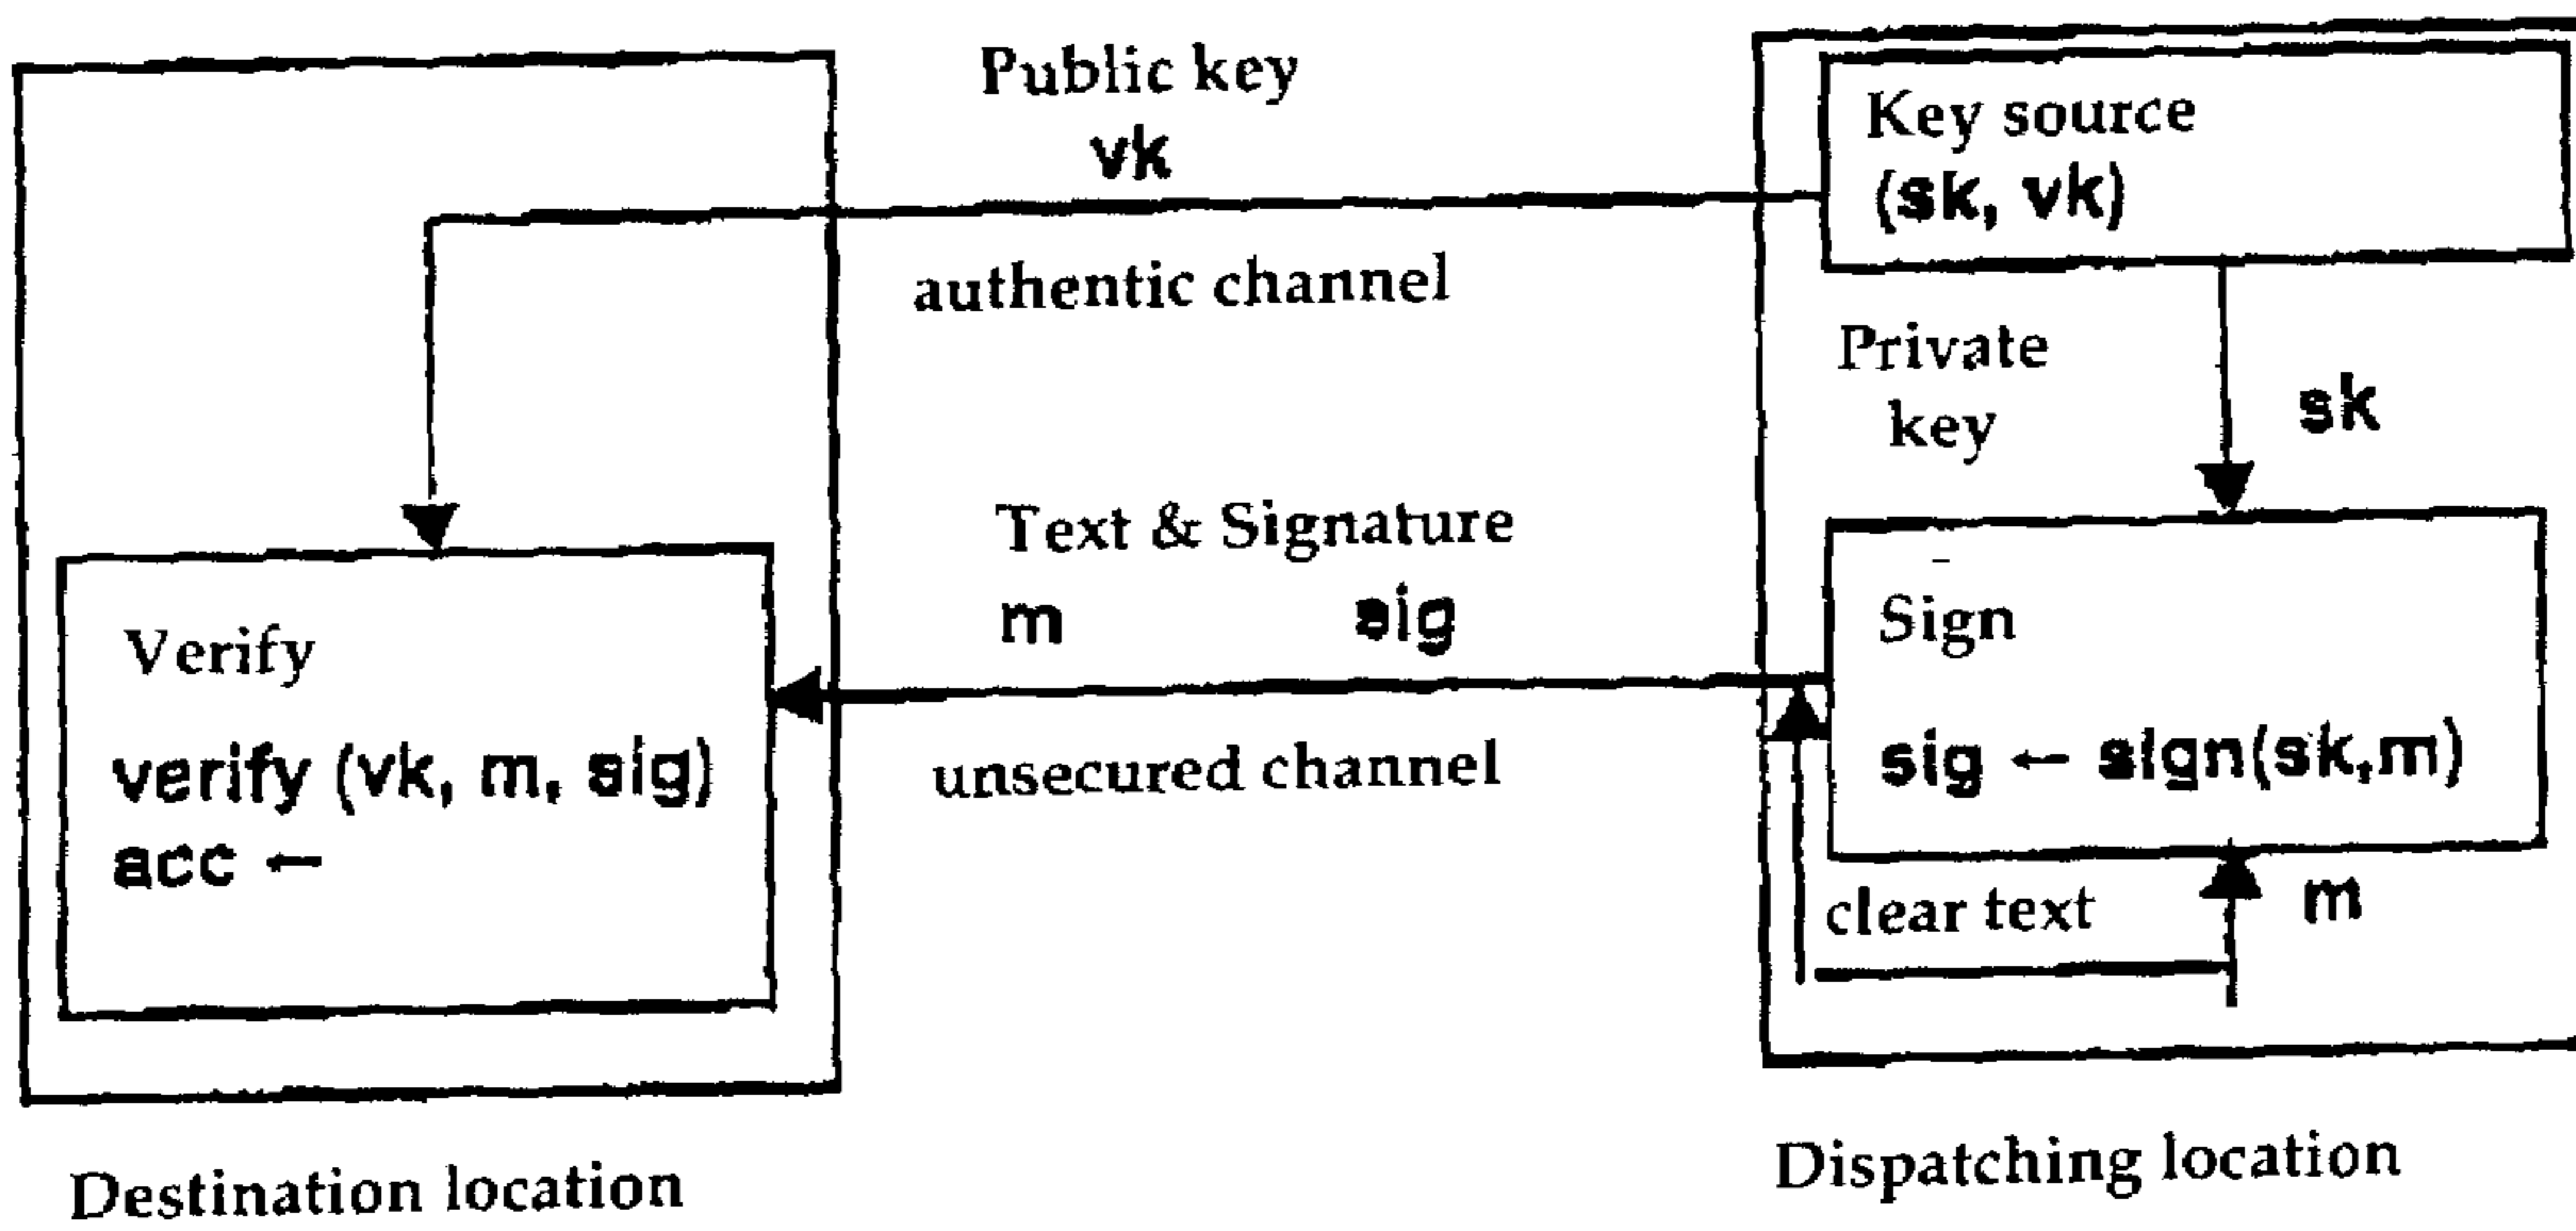 Public key
vk
authentic channel
Key source
(sk, vk)
Private
key
sk
Text & Signature
m sig
unsecured channel
Verify
verify (vk, m, sig)
acc ←
Sign
sig ← sign(sk,m)
clear text
m
Destination location
Dispatching location